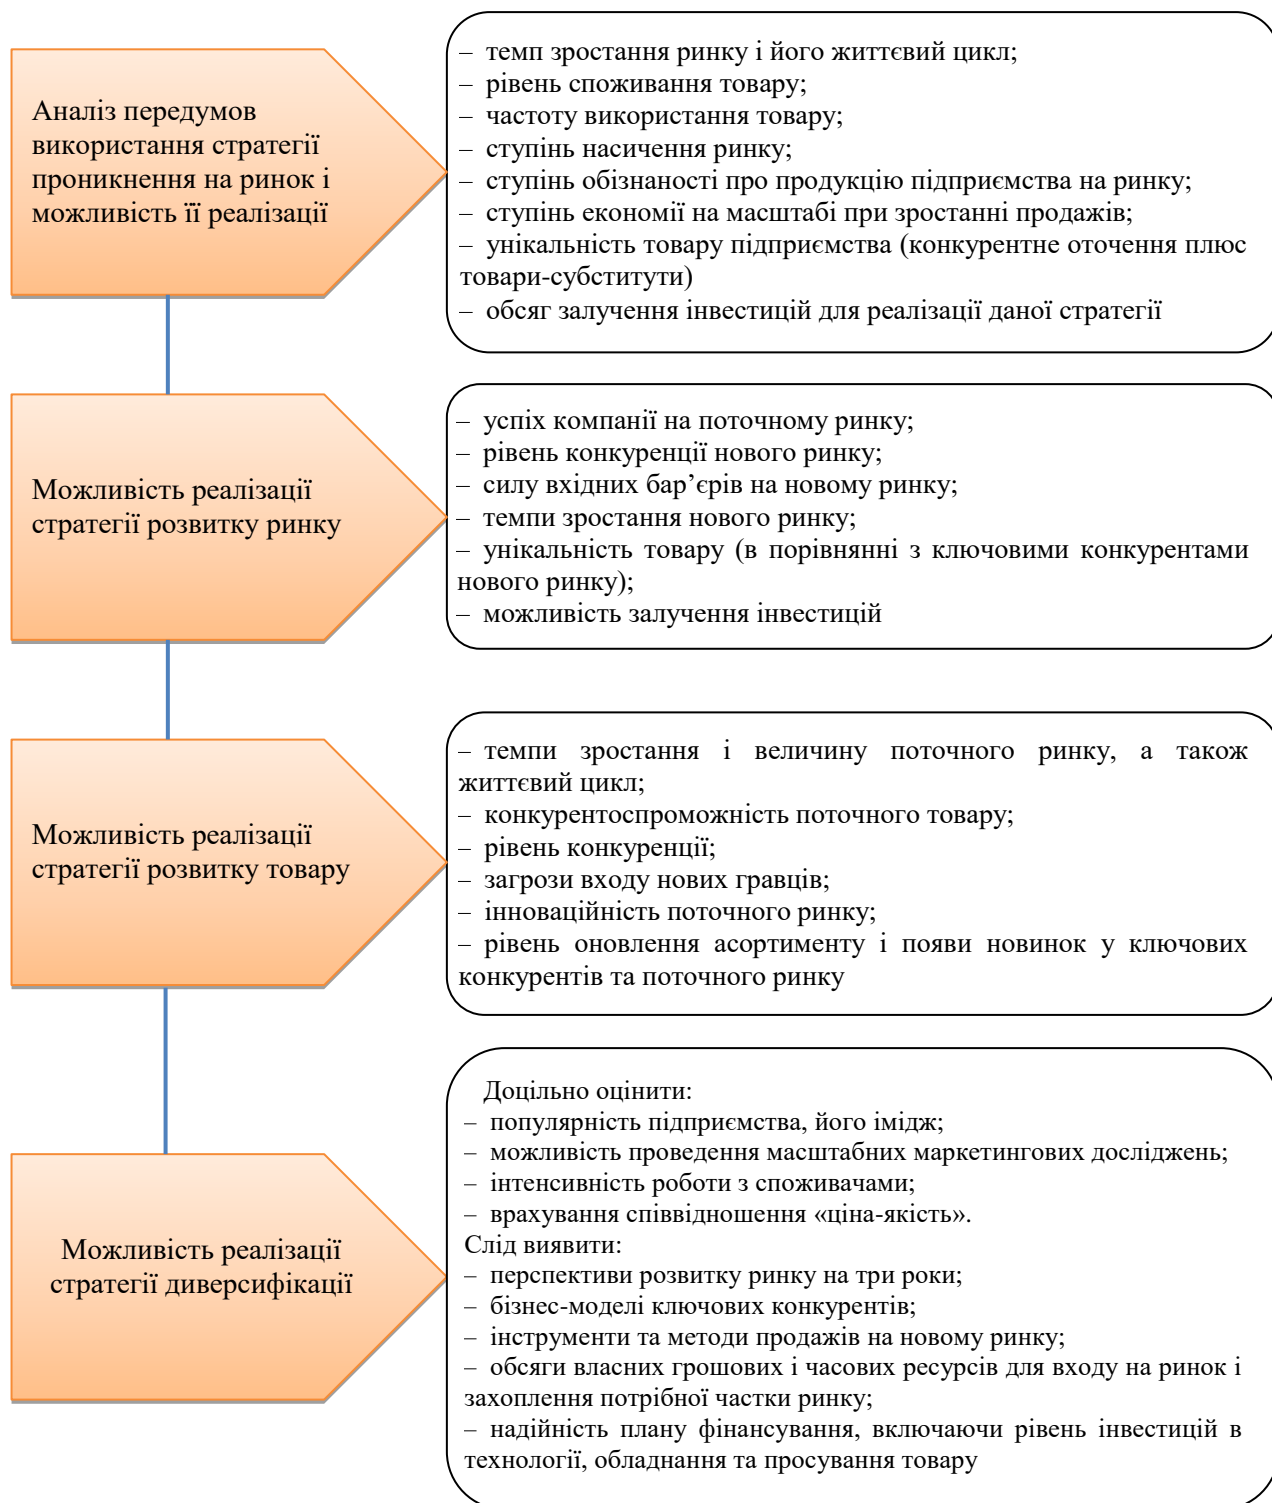 Аналіз передумов
використання стратегії
проникнення на ринок і
можливість її реалізації
– темп зростання ринку і його життєвий цикл;
– рівень споживання товару;
– частоту використання товару;
– ступінь насичення ринку;
– ступінь обізнаності про продукцію підприємства на ринку;
– ступінь економії на масштабі при зростанні продажів;
– унікальність товару підприємства (конкурентне оточення плюс
товари-субститути)
– обсяг залучення інвестицій для реалізації даної стратегії
Можливість реалізації
стратегії розвитку ринку
– успіх компанії на поточному ринку;
– рівень конкуренції нового ринку;
– силу вхідних бар’єрів на новому ринку;
– темпи зростання нового ринку;
– унікальність товару (в порівнянні з ключовими конкурентами
нового ринку);
– можливість залучення інвестицій
Можливість реалізації
стратегії розвитку товару
– темпи зростання і величину поточного ринку, а також
життєвий цикл;
– конкурентоспроможність поточного товару;
– рівень конкуренції;
– загрози входу нових гравців;
– інноваційність поточного ринку;
– рівень оновлення асортименту і появи новинок у ключових
конкурентів та поточного ринку
Можливість реалізації
стратегії диверсифікації
Доцільно оцінити:
– популярність підприємства, його імідж;
– можливість проведення масштабних маркетингових досліджень;
– інтенсивність роботи з споживачами;
– врахування співвідношення «ціна-якість».
Слід виявити:
– перспективи розвитку ринку на три роки;
– бізнес-моделі ключових конкурентів;
– інструменти та методи продажів на новому ринку;
– обсяги власних грошових і часових ресурсів для входу на ринок і
захоплення потрібної частки ринку;
– надійність плану фінансування, включаючи рівень інвестицій в
технології, обладнання та просування товару